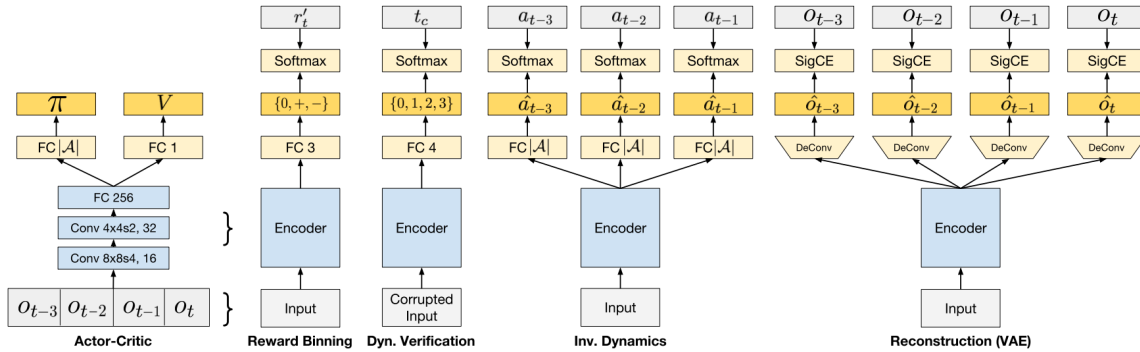 r′_t t_c a_{t−3} a_{t−2} a_{t−1} o_{t−3} o_{t−2} o_{t−1} o_t
Softmax Softmax Softmax Softmax Softmax SigCE SigCE SigCE SigCE
π V {0, +, −} {0, 1, 2, 3} â_{t−3} â_{t−2} â_{t−1} ô_{t−3} ô_{t−2} ô_{t−1} ô_t
FC |𝒜| FC 1 FC 3 FC 4 FC |𝒜| FC |𝒜| FC |𝒜| DeConv DeConv DeConv DeConv
FC 256
Conv 4x4s2, 32 } Encoder Encoder Encoder Encoder
Conv 8x8s4, 16
o_{t−3} o_{t−2} o_{t−1} o_t } Input Corrupted Input Input
Input
Actor-Critic Reward Binning Dyn. Verification Inv. Dynamics Reconstruction (VAE)